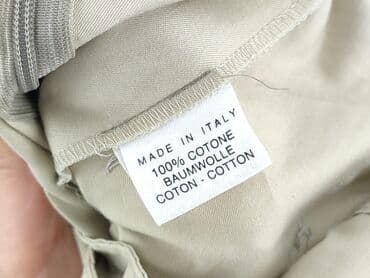 MADE IN ITALY
100% COTONE
BAUMWOLLE
COTON - COTTON